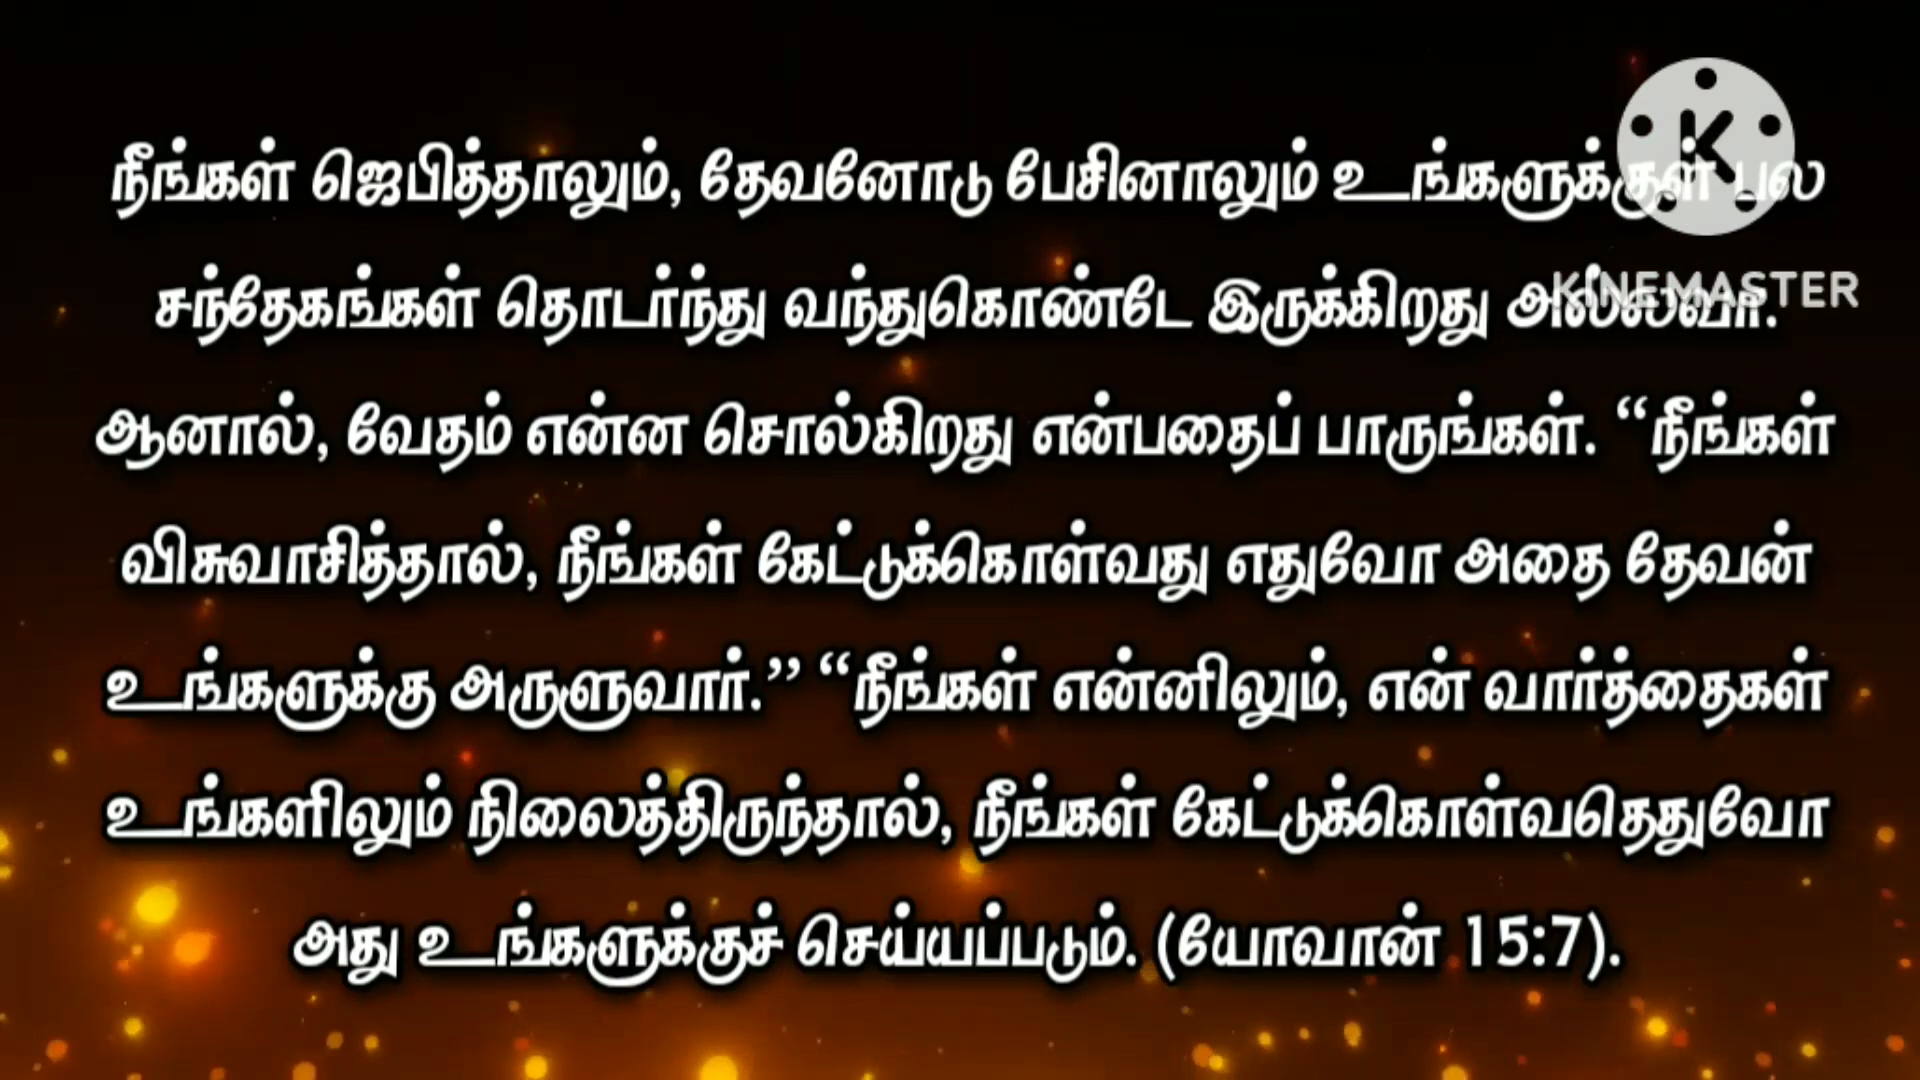 நீங்கள் ஜெபித்தாலும், தேவனோடு பேசினாலும் உங்களுக்குள் பல
சந்தேகங்கள் தொடர்ந்து வந்துகொண்டே இருக்கிறது அல்லவா.
ஆனால், வேதம் என்ன சொல்கிறது என்பதைப் பாருங்கள். “நீங்கள்
விசுவாசித்தால், நீங்கள் கேட்டுக்கொள்வது எதுவோ அதை தேவன்
உங்களுக்கு அருளுவார்.” “நீங்கள் என்னிலும், என் வார்த்தைகள்
உங்களிலும் நிலைத்திருந்தால், நீங்கள் கேட்டுக்கொள்வதெதுவோ
அது உங்களுக்குச் செய்யப்படும். (யோவான் 15:7).
K
KINEMASTER